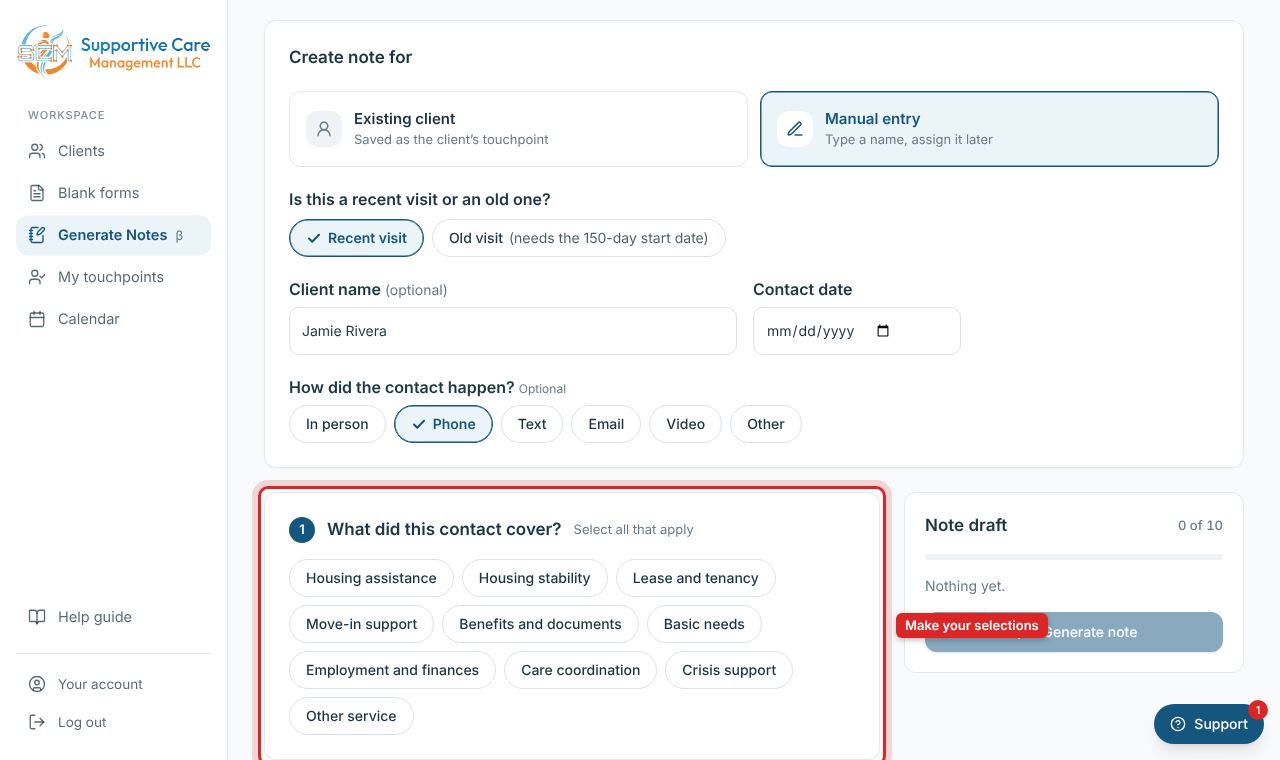 SCM
Supportive Care
Management LLC
WORKSPACE
Clients
Blank forms
Generate Notes β
My touchpoints
Calendar
Help guide
Your account
Log out
Create note for
Existing client
Saved as the client’s touchpoint
Manual entry
Type a name, assign it later
Is this a recent visit or an old one?
Recent visit
Old visit (needs the 150-day start date)
Client name (optional)
Contact date
Jamie Rivera
mm/dd/yyyy
How did the contact happen? Optional
In person
Phone
Text
Email
Video
Other
1 What did this contact cover? Select all that apply
Housing assistance
Housing stability
Lease and tenancy
Move-in support
Benefits and documents
Basic needs
Employment and finances
Care coordination
Crisis support
Other service
Note draft
0 of 10
Nothing yet.
Make your selections
Generate note
Support
1